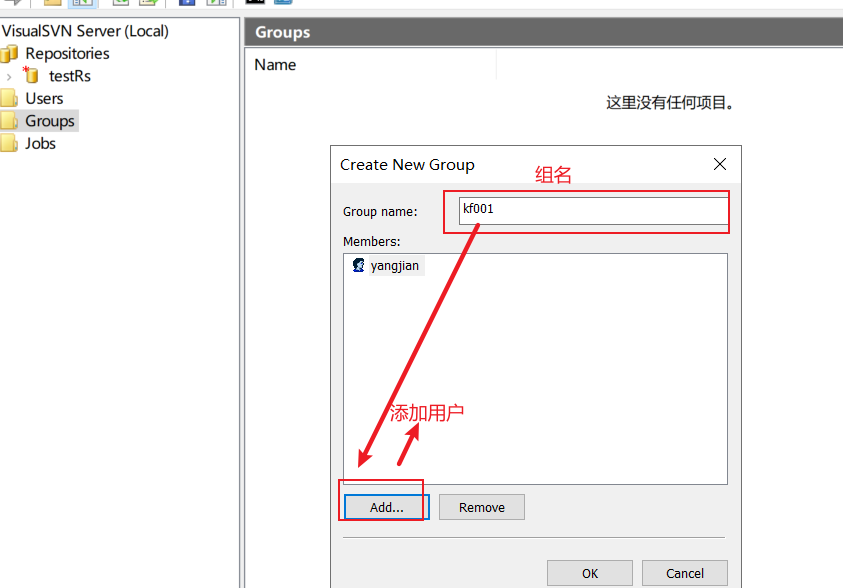 VisualSVN Server (Local)
Repositories
testRs
Users
Groups
Jobs
Groups
Name
这里没有任何项目。
Create New Group
组名
Group name:
kf001
Members:
yangjian
添加用户
Add...
Remove
OK
Cancel